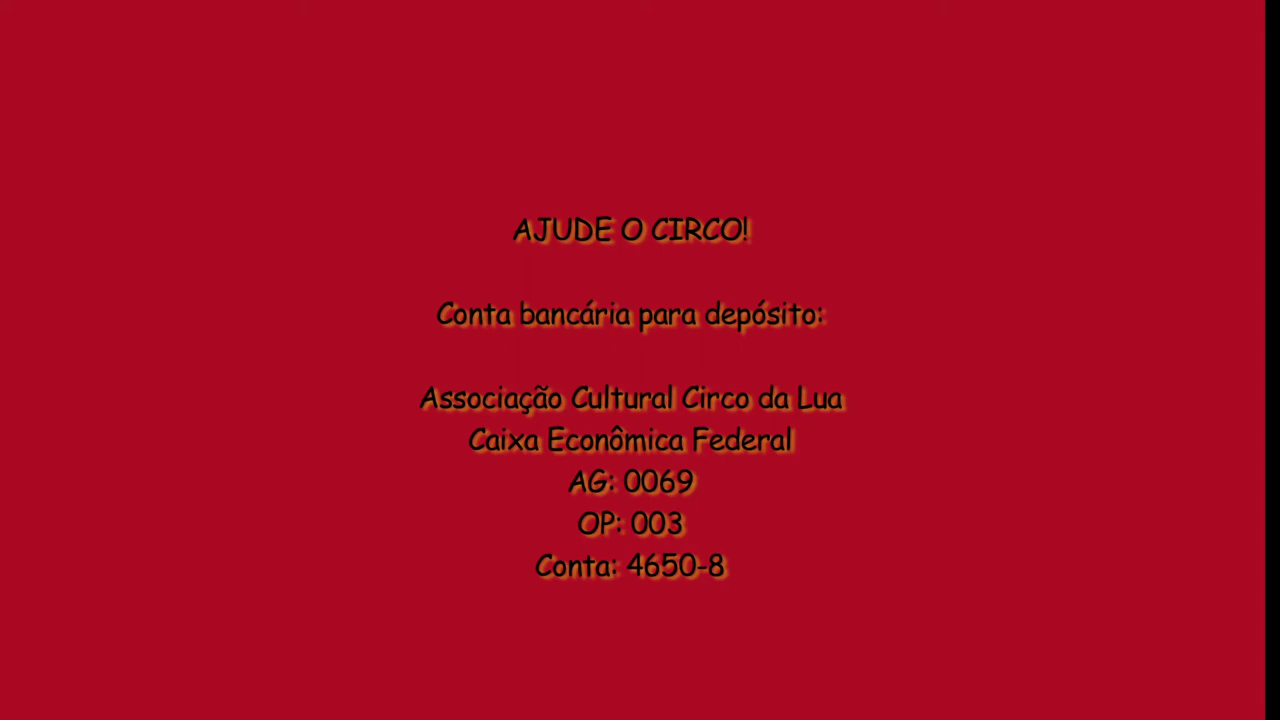 AJUDE O CIRCO!
Conta bancária para depósito:
Associação Cultural Circo da Lua
Caixa Econômica Federal
AG: 0069
OP: 003
Conta: 4650-8